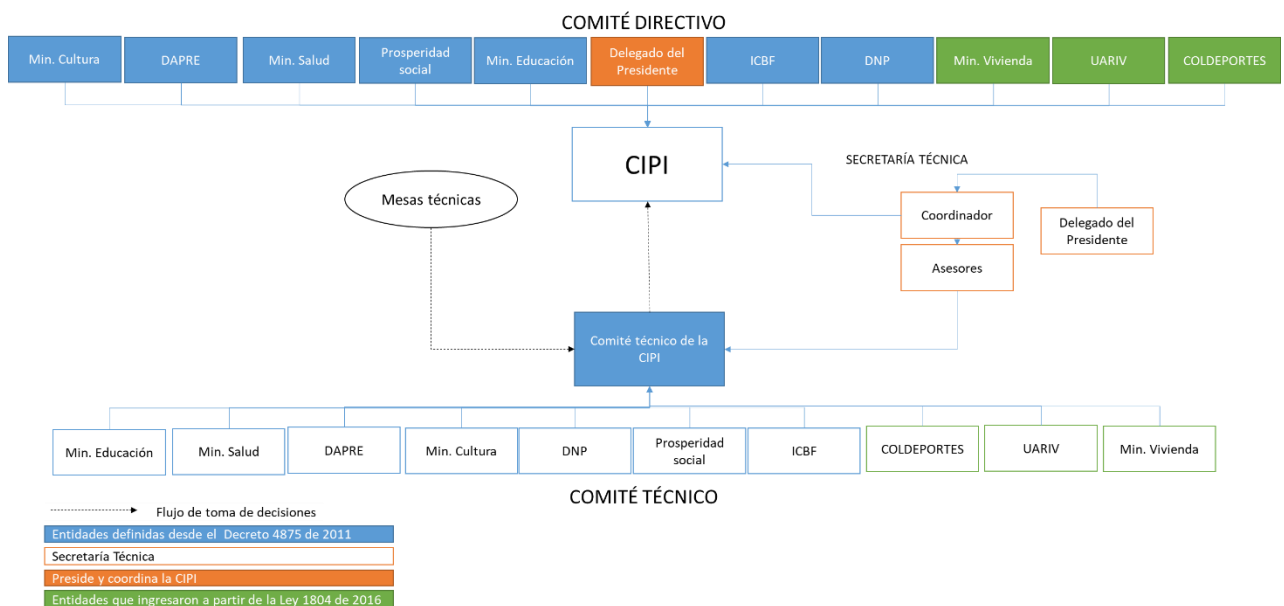 COMITÉ DIRECTIVO
Min. Cultura
DAPRE
Min. Salud
Prosperidad
social
Min. Educación
Delegado del
Presidente
ICBF
DNP
Min. Vivienda
UARIV
COLDEPORTES
CIPI
SECRETARÍA TÉCNICA
Mesas técnicas
Coordinador
Delegado del
Presidente
Asesores
Comité técnico de la
CIPI
Min. Educación
Min. Salud
DAPRE
Min. Cultura
DNP
Prosperidad
social
ICBF
COLDEPORTES
UARIV
Min. Vivienda
COMITÉ TÉCNICO
Flujo de toma de decisiones
Entidades definidas desde el Decreto 4875 de 2011
Secretaría Técnica
Preside y coordina la CIPI
Entidades que ingresaron a partir de la Ley 1804 de 2016